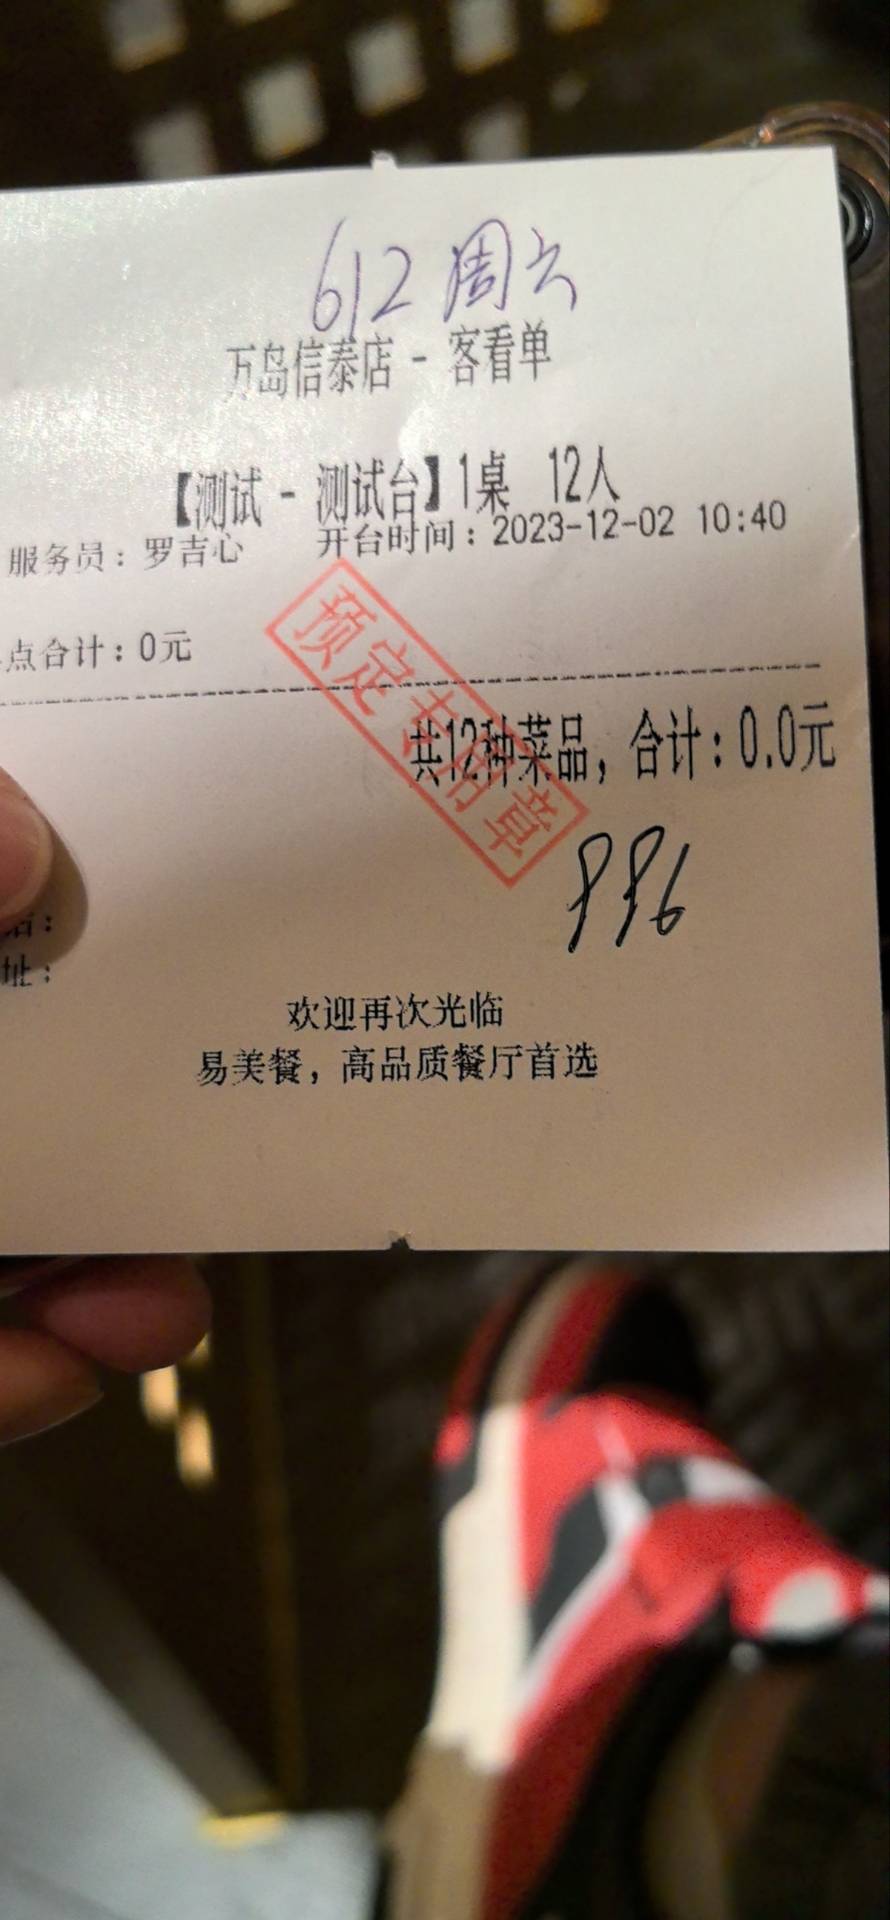 612 周六
万岛信泰店 - 客看单
【测试 - 测试台】1桌 12人
服务员：罗吉心 开台时间：2023-12-02 10:40
点合计：0元
预定专用章
共12种菜品，合计：0.0元
996
址：
欢迎再次光临
易美餐，高品质餐厅首选